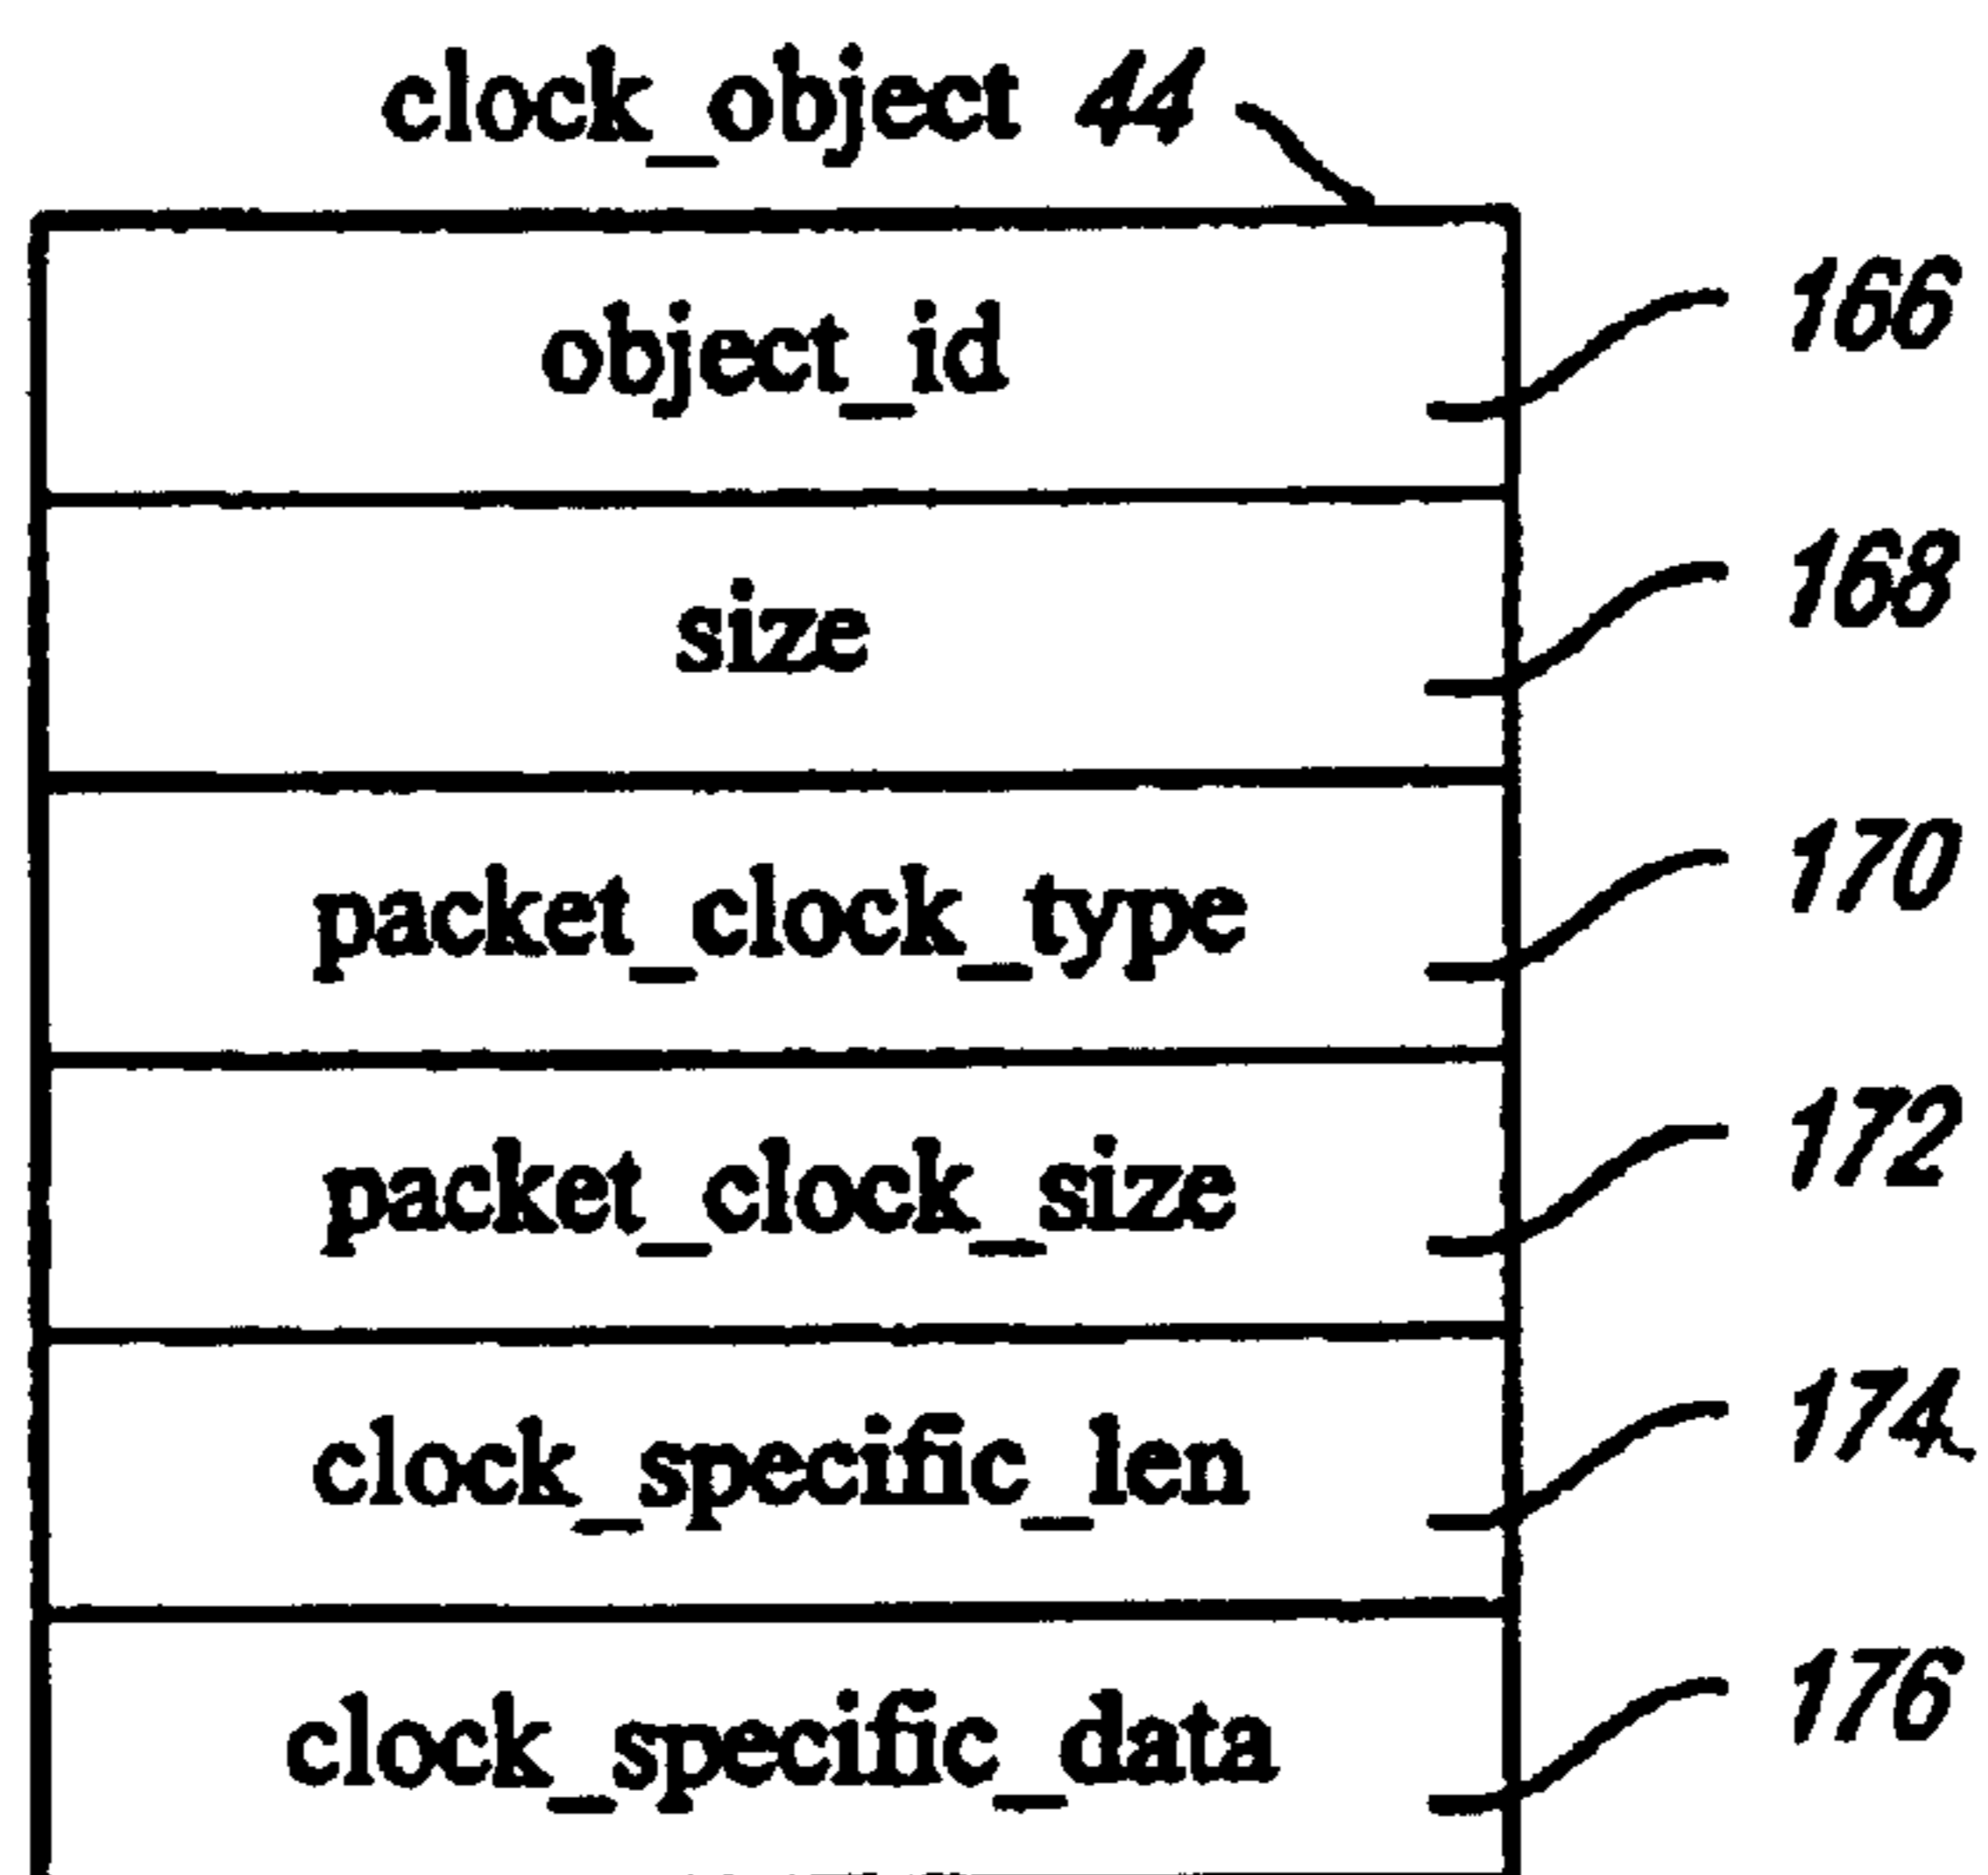 clock_object 44
object_id 166
size 168
packet_clock_type 170
packet_clock_size 172
clock_specific_len 174
clock_specific_data 176